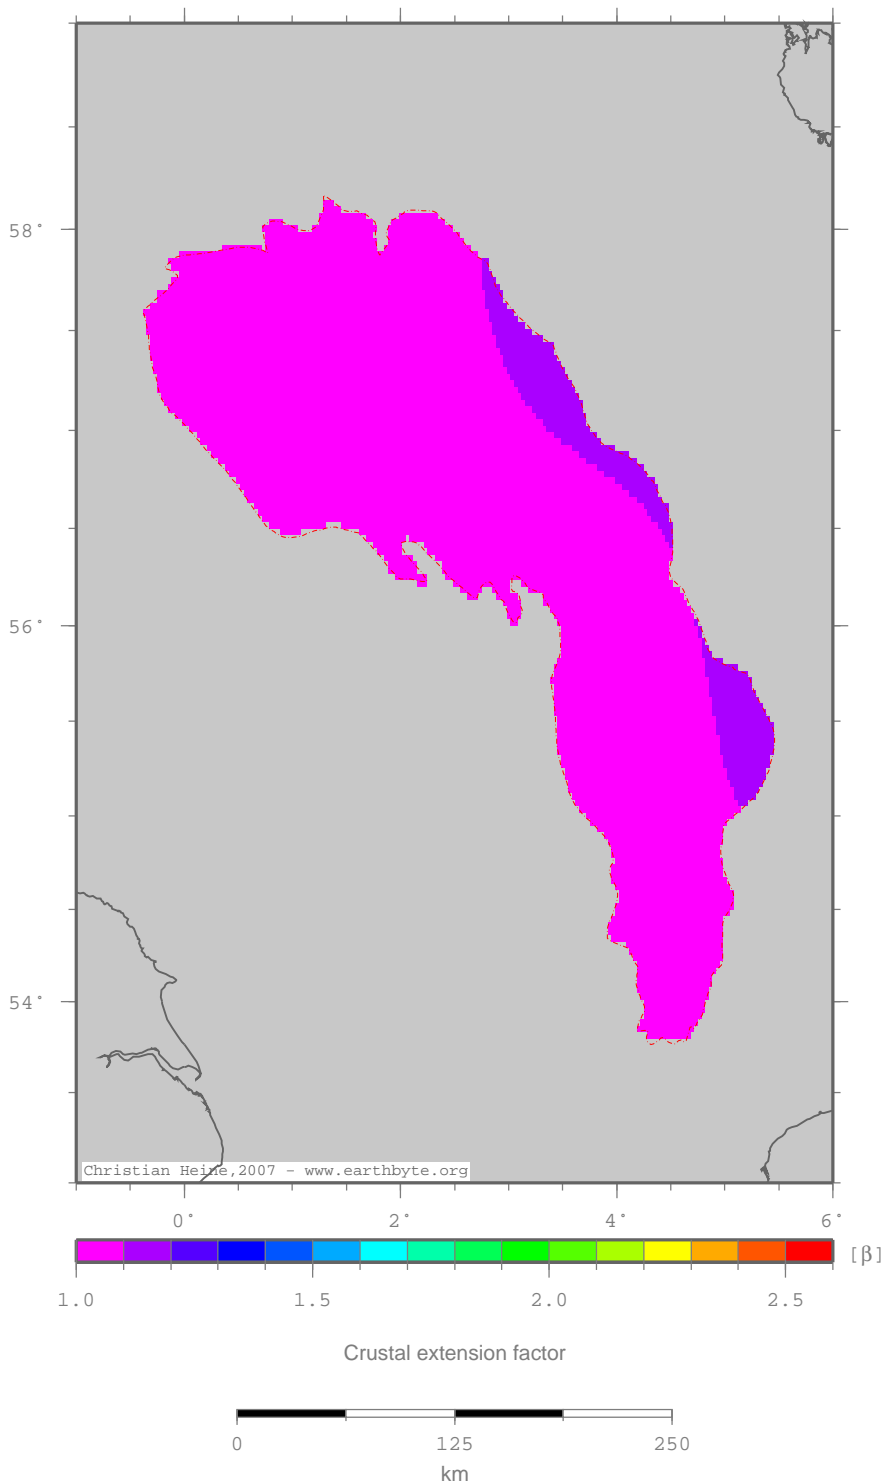 58°
56°
54°
Christian Heine,2007 - www.earthbyte.org
0° 2° 4° 6°
[β]
1.0 1.5 2.0 2.5
Crustal extension factor
0 125 250
km